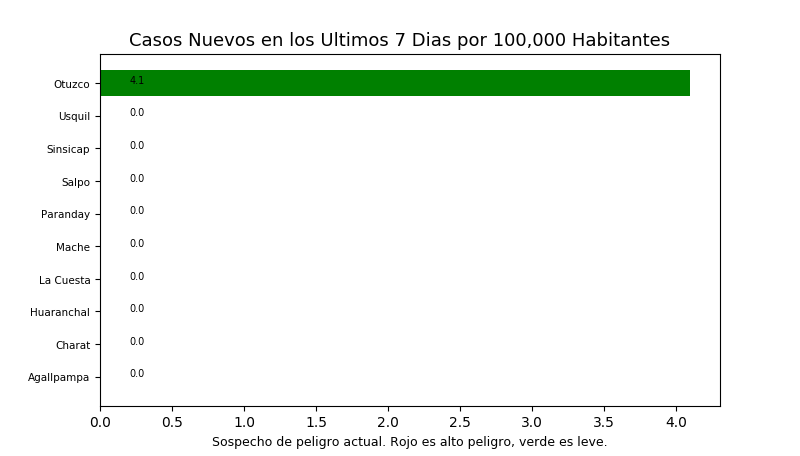 Casos Nuevos en los Ultimos 7 Dias por 100,000 Habitantes
Otuzco 4.1
Usquil 0.0
Sinsicap 0.0
Salpo 0.0
Paranday 0.0
Mache 0.0
La Cuesta 0.0
Huaranchal 0.0
Charat 0.0
Agallpampa 0.0
0.0 0.5 1.0 1.5 2.0 2.5 3.0 3.5 4.0
Sospecho de peligro actual. Rojo es alto peligro, verde es leve.